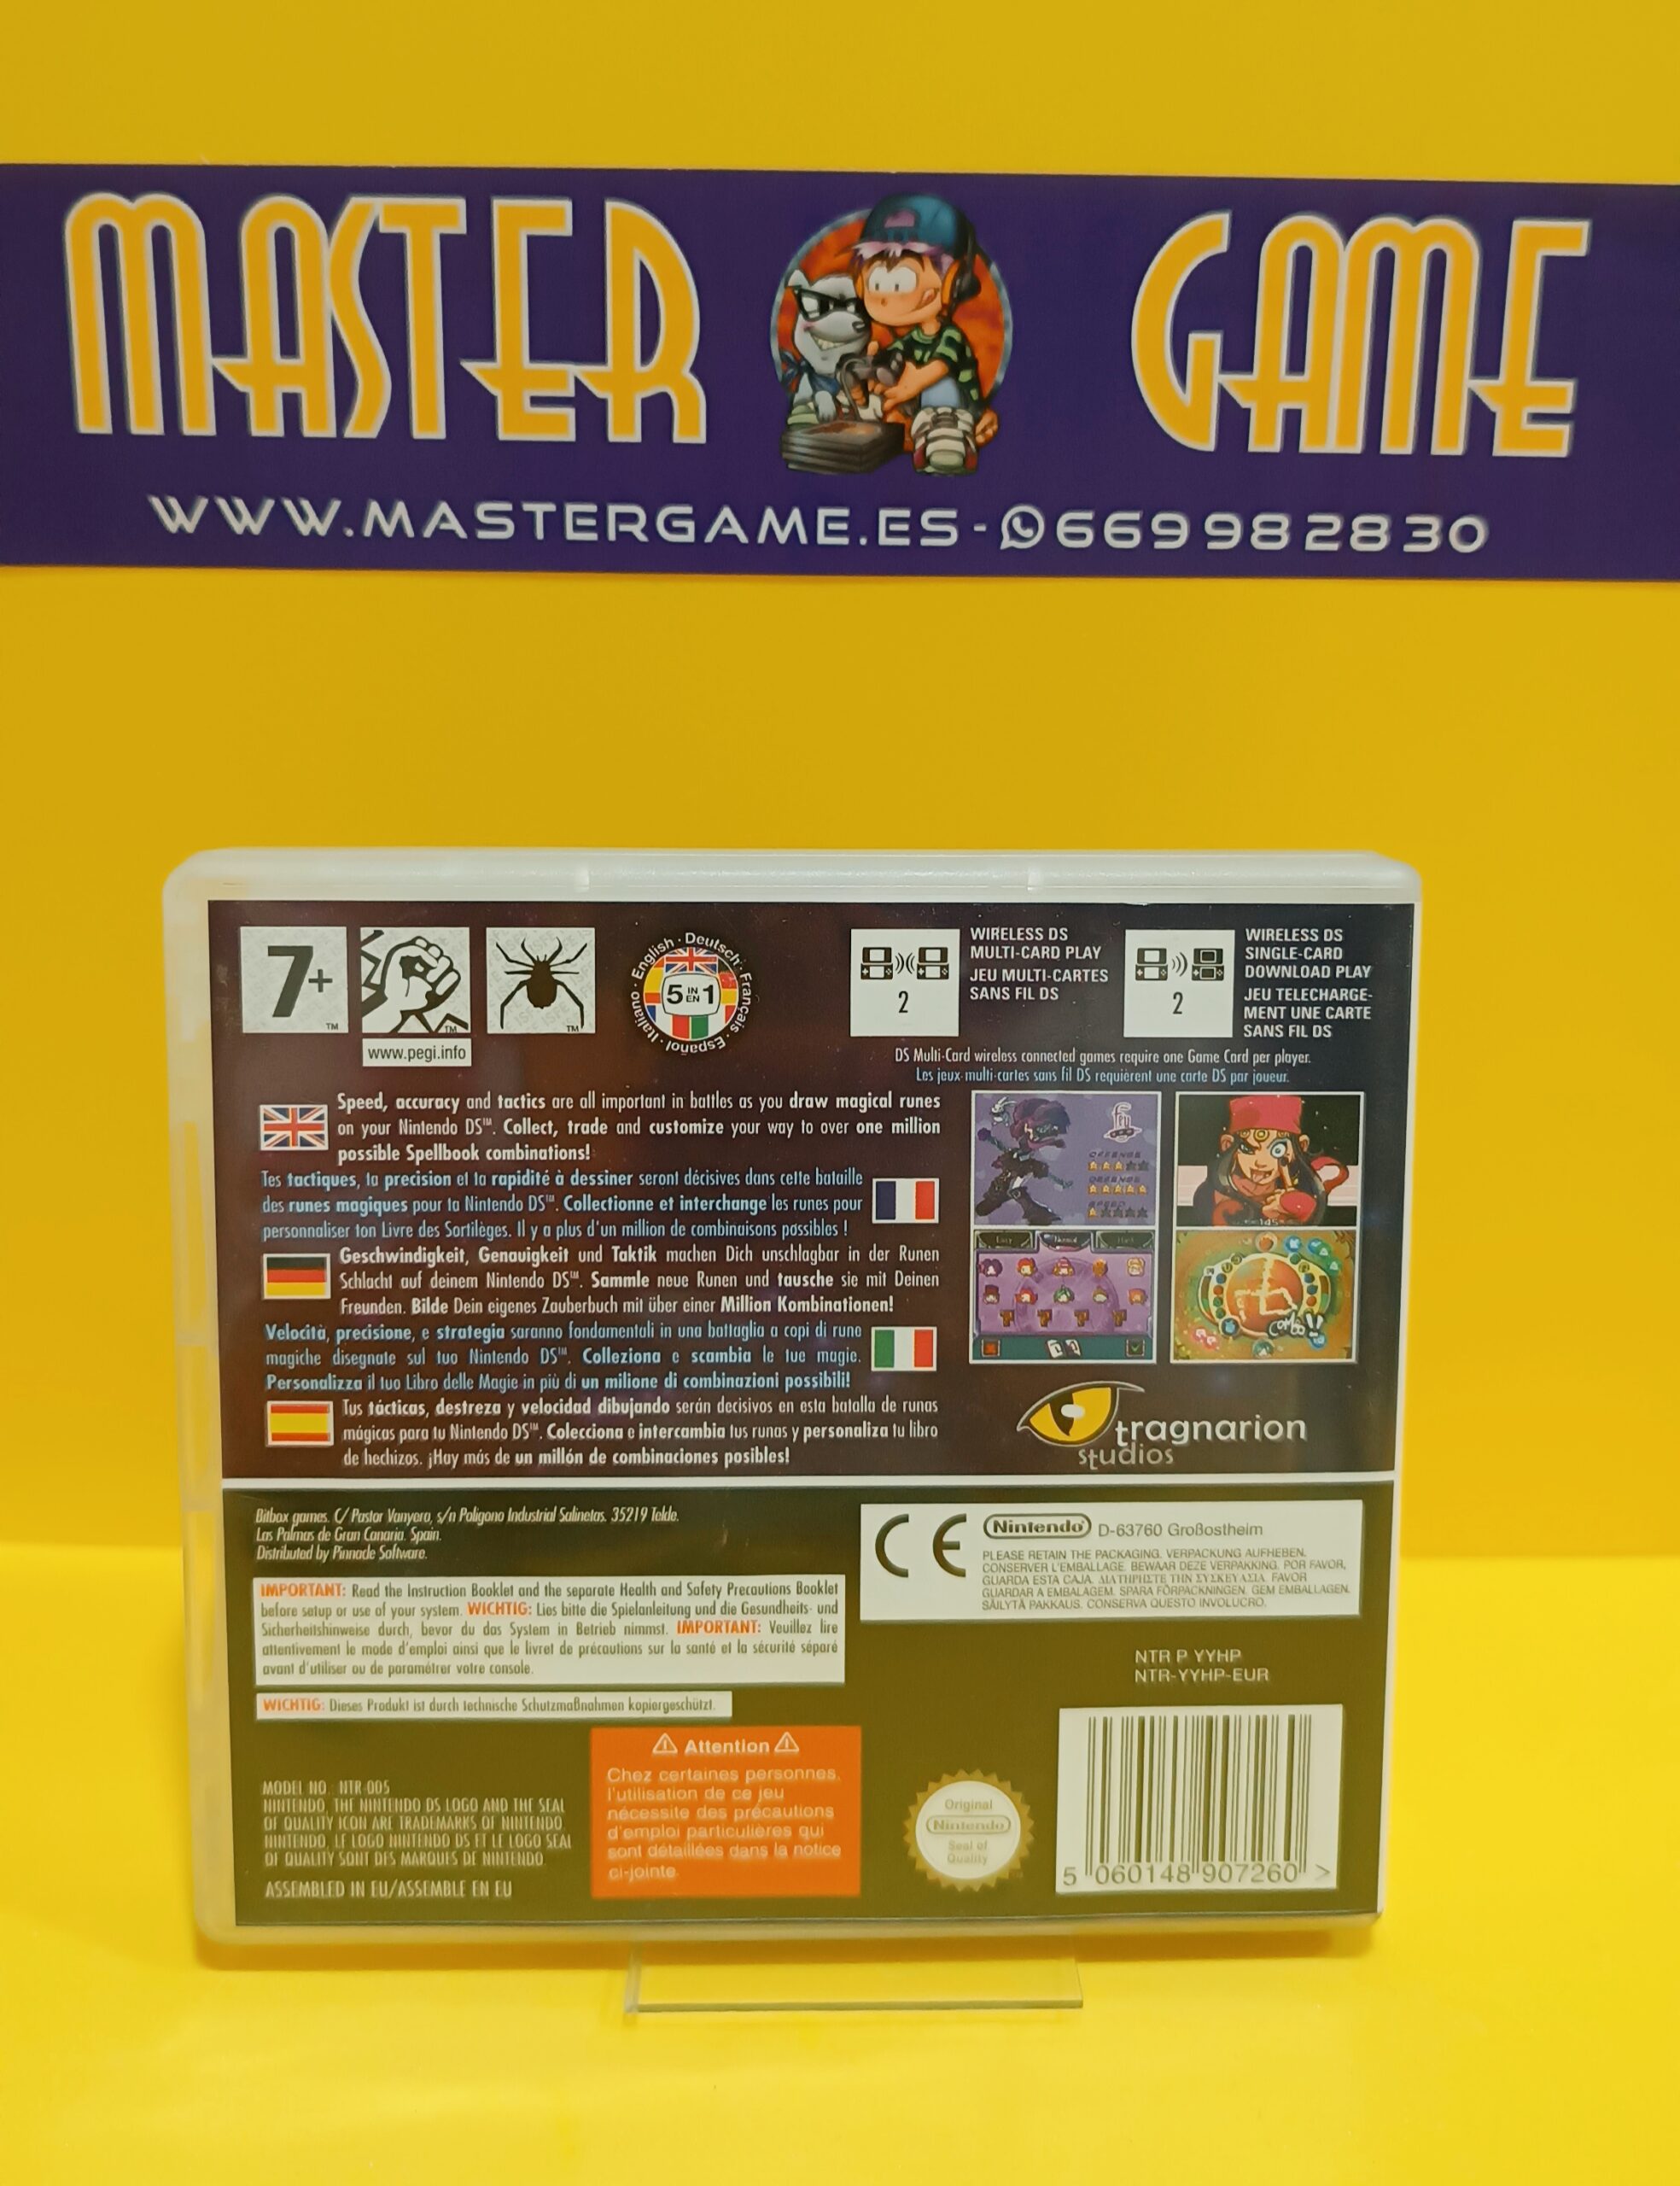 MASTER GAME
WWW.MASTERGAME.ES - 669982830
7+
www.pegi.info
English · Deutsch · Français · Español · Italiano ·
5 IN EN 1
2
WIRELESS DS
MULTI-CARD PLAY
JEU MULTI-CARTES
SANS FIL DS
2
WIRELESS DS
SINGLE-CARD
DOWNLOAD PLAY
JEU TELECHARGE-
MENT UNE CARTE
SANS FIL DS
DS Multi-Card wireless connected games require one Game Card per player.
Les jeux-multi-cartes sans fil DS requièrent une carte DS par joueur.
Speed, accuracy and tactics are all important in battles as you draw magical runes
on your Nintendo DS™. Collect, trade and customize your way to over one million
possible Spellbook combinations!
Tes tactiques, ta precision et ta rapidité à dessiner seront décisives dans cette bataille
des runes magiques pour ta Nintendo DS™. Collectionne et interchange les runes pour
personnaliser ton Livre des Sortilèges. Il y a plus d'un million de combinaisons possibles !
Geschwindigkeit, Genauigkeit und Taktik machen Dich unschlagbar in der Runen
Schlacht auf deinem Nintendo DS™. Sammle neue Runen und tausche sie mit Deinen
Freunden. Bilde Dein eigenes Zauberbuch mit über einer Million Kombinationen!
Velocità, precisione, e strategia saranno fondamentali in una battaglia a copi di rune
magiche disegnate sul tuo Nintendo DS™. Colleziona e scambia le tue magie.
Personalizza il tuo Libro delle Magie in più di un milione di combinazioni possibili!
Tus tácticas, destreza y velocidad dibujando serán decisivos en esta batalla de runas
mágicas para tu Nintendo DS™. Colecciona e intercambia tus runas y personaliza tu libro
de hechizos. ¡Hay más de un millón de combinaciones posibles!
OFFENSE
DEFENSE
SPEED
Easy Normal Hard
COMBO!!
tragnarion
studios
Bitbox games. C/ Pastor Vanyera, s/n Poligono Industrial Salinetas. 35219 Telde.
Las Palmas de Gran Canaria. Spain.
Distributed by Pinnacle Software.
IMPORTANT: Read the Instruction Booklet and the separate Health and Safety Precautions Booklet
before setup or use of your system. WICHTIG: Lies bitte die Spielanleitung und die Gesundheits- und
Sicherheitshinweise durch, bevor du das System in Betrieb nimmst. IMPORTANT: Veuillez lire
attentivement le mode d'emploi ainsi que le livret de précautions sur la santé et la sécurité séparé
avant d'utiliser ou de paramétrer votre console.
WICHTIG: Dieses Produkt ist durch technische Schutzmaßnahmen kopiergeschützt.
CE Nintendo D-63760 Großostheim
PLEASE RETAIN THE PACKAGING. VERPACKUNG AUFHEBEN.
CONSERVER L'EMBALLAGE. BEWAAR DEZE VERPAKKING. POR FAVOR,
GUARDA ESTA CAJA. ΔΙΑΤΗΡΗΣΤΕ ΤΗΝ ΣΥΣΚΕΥΑΣΙΑ. FAVOR
GUARDAR A EMBALAGEM. SPARA FÖRPACKNINGEN. GEM EMBALLAGEN.
SÄILYTÄ PAKKAUS. CONSERVA QUESTO INVOLUCRO.
NTR P YYHP
NTR-YYHP-EUR
MODEL NO.: NTR-005
NINTENDO, THE NINTENDO DS LOGO AND THE SEAL
OF QUALITY ICON ARE TRADEMARKS OF NINTENDO.
NINTENDO, LE LOGO NINTENDO DS ET LE LOGO SEAL
OF QUALITY SONT DES MARQUES DE NINTENDO.
ASSEMBLED IN EU/ASSEMBLE EN EU
Attention
Chez certaines personnes,
l'utilisation de ce jeu
nécessite des précautions
d'emploi particulières qui
sont détaillées dans la notice
ci-jointe.
Original
Nintendo
Seal of
Quality
5 060148 907260 >